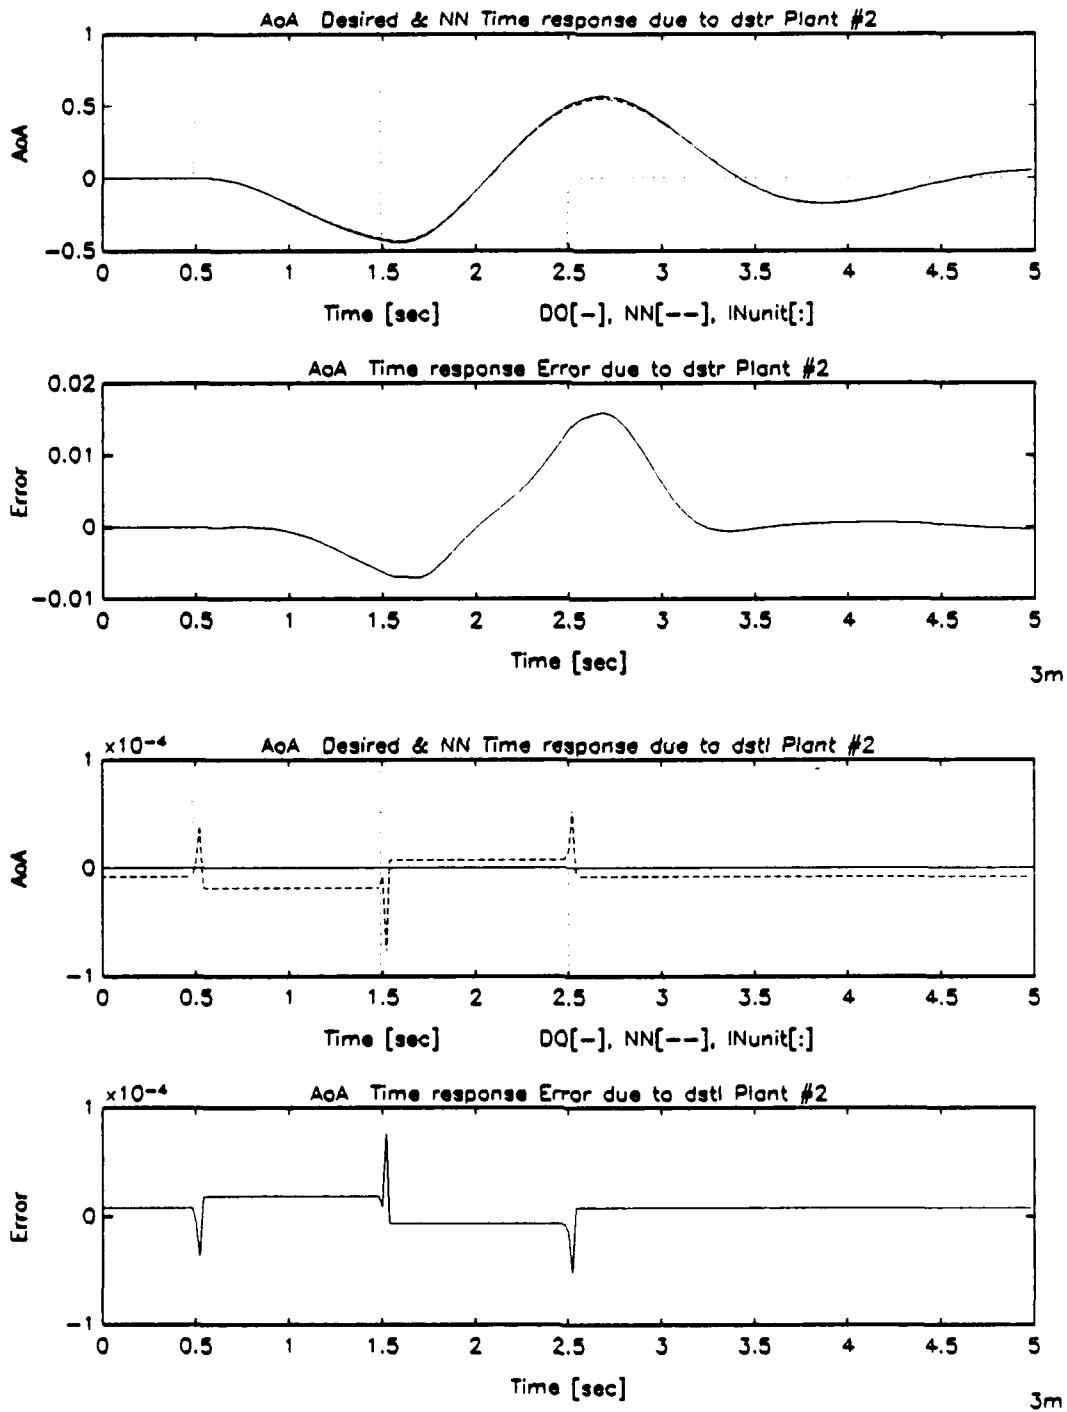 AoA Desired & NN Time response due to dstr Plant #2
1
0.5
0
-0.5
AoA
0 0.5 1 1.5 2 2.5 3 3.5 4 4.5 5
Time [sec] DO[-], NN[--], INunit[:]
AoA Time response Error due to dstr Plant #2
0.02
0.01
0
-0.01
Error
0 0.5 1 1.5 2 2.5 3 3.5 4 4.5 5
Time [sec]
3m
x10-4 AoA Desired & NN Time response due to dstl Plant #2
1
0
-1
AoA
0 0.5 1 1.5 2 2.5 3 3.5 4 4.5 5
Time [sec] DO[-], NN[--], INunit[:]
x10-4 AoA Time response Error due to dstl Plant #2
1
0
-1
Error
0 0.5 1 1.5 2 2.5 3 3.5 4 4.5 5
Time [sec]
3m